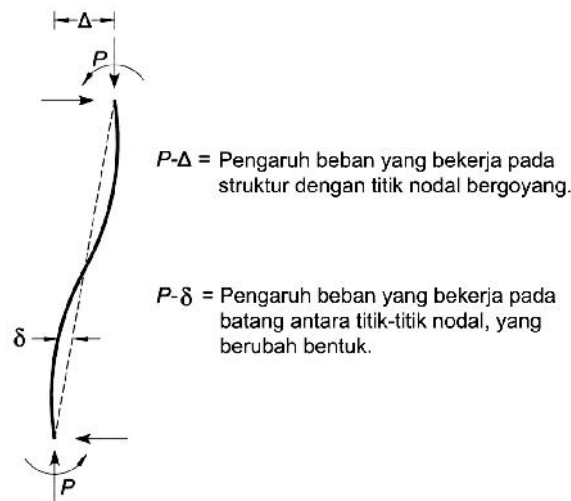 Δ
P
P-Δ = Pengaruh beban yang bekerja pada
struktur dengan titik nodal bergoyang.
P-δ = Pengaruh beban yang bekerja pada
batang antara titik-titik nodal, yang
berubah bentuk.
δ
P